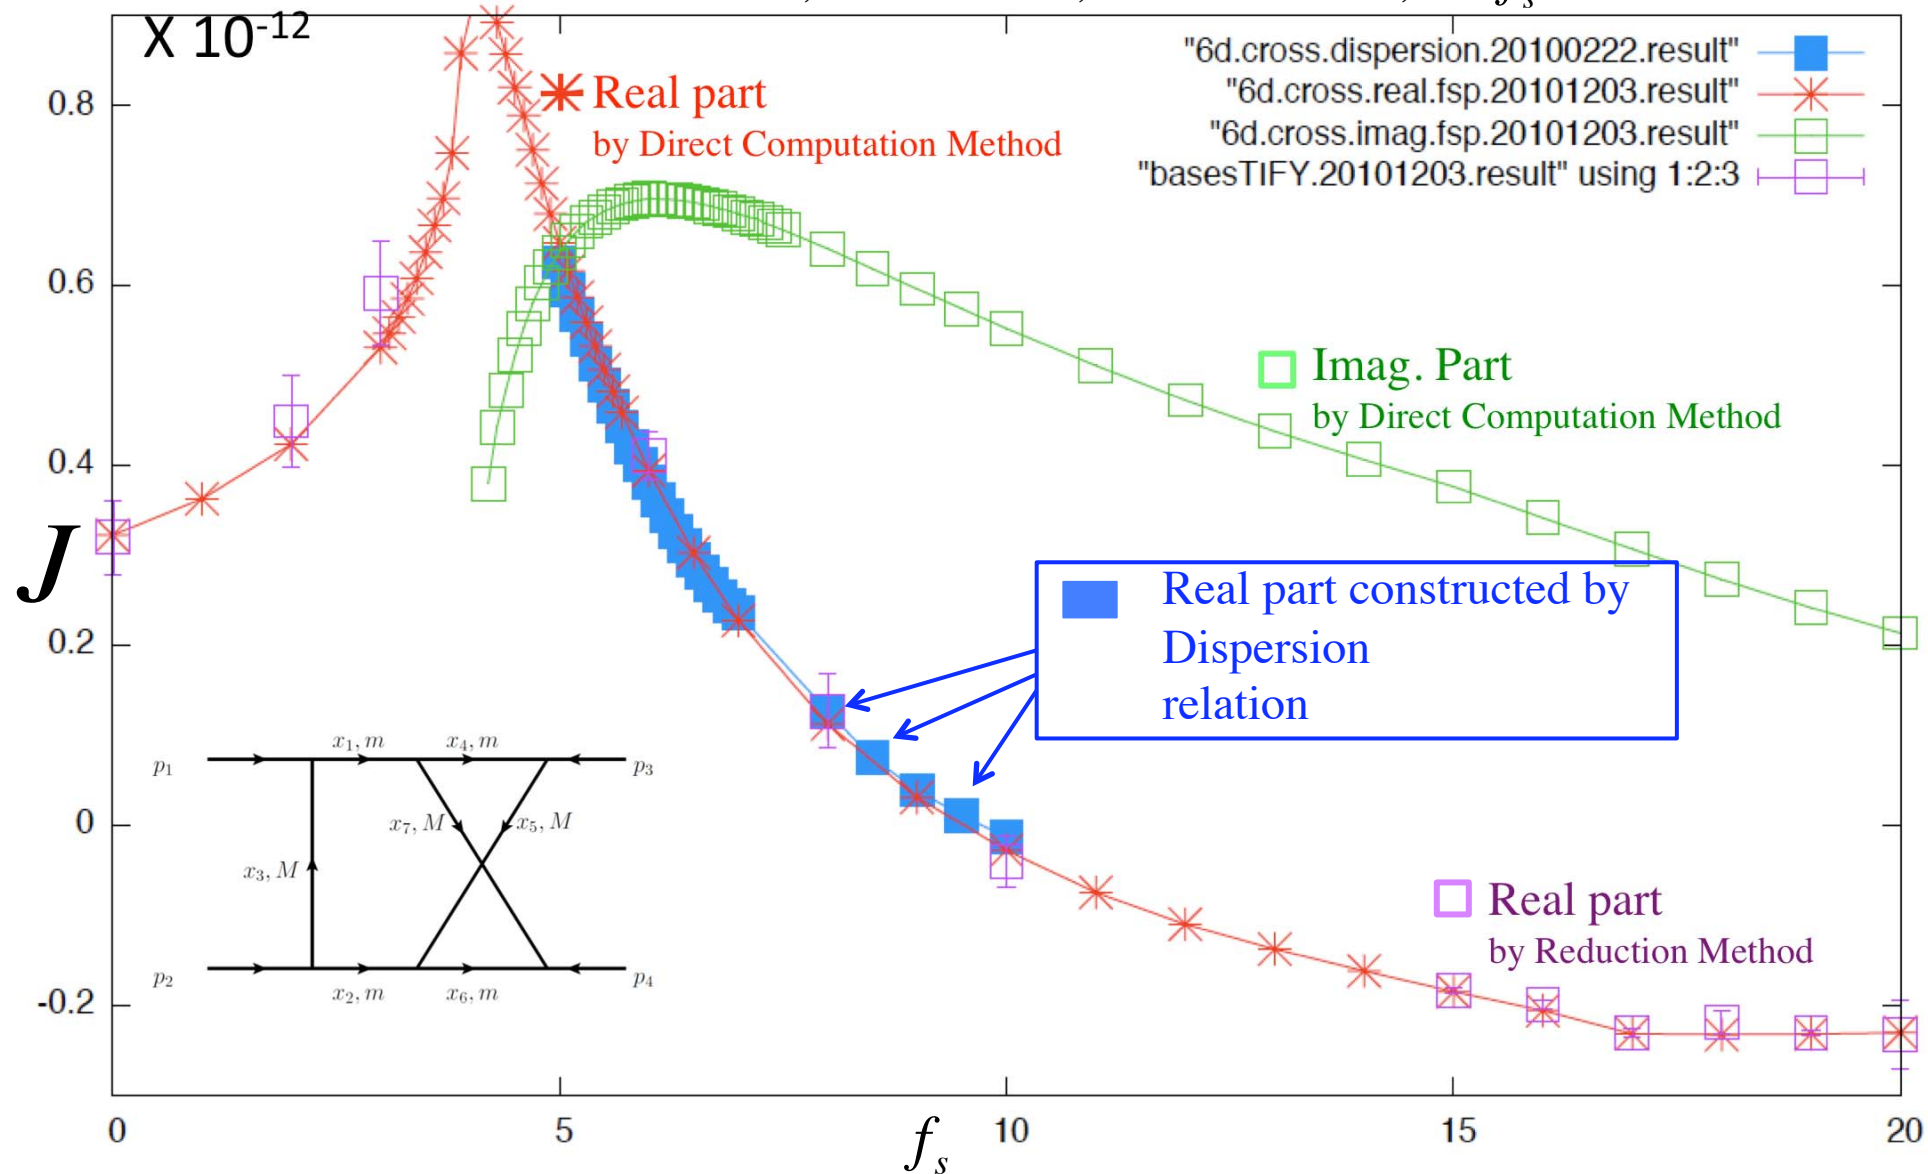 X 10-12
"6d.cross.dispersion.20100222.result"
"6d.cross.real.fsp.20101203.result"
"6d.cross.imag.fsp.20101203.result"
"basesTIFY.20101203.result" using 1:2:3
Real part
by Direct Computation Method
Imag. Part
by Direct Computation Method
Real part constructed by
Dispersion
relation
Real part
by Reduction Method
J
0.8
0.6
0.4
0.2
0
-0.2
x1, m
x4, m
p1
p3
x7, M
x5, M
x3, M
p2
p4
x2, m
x6, m
0
5
10
15
20
fs